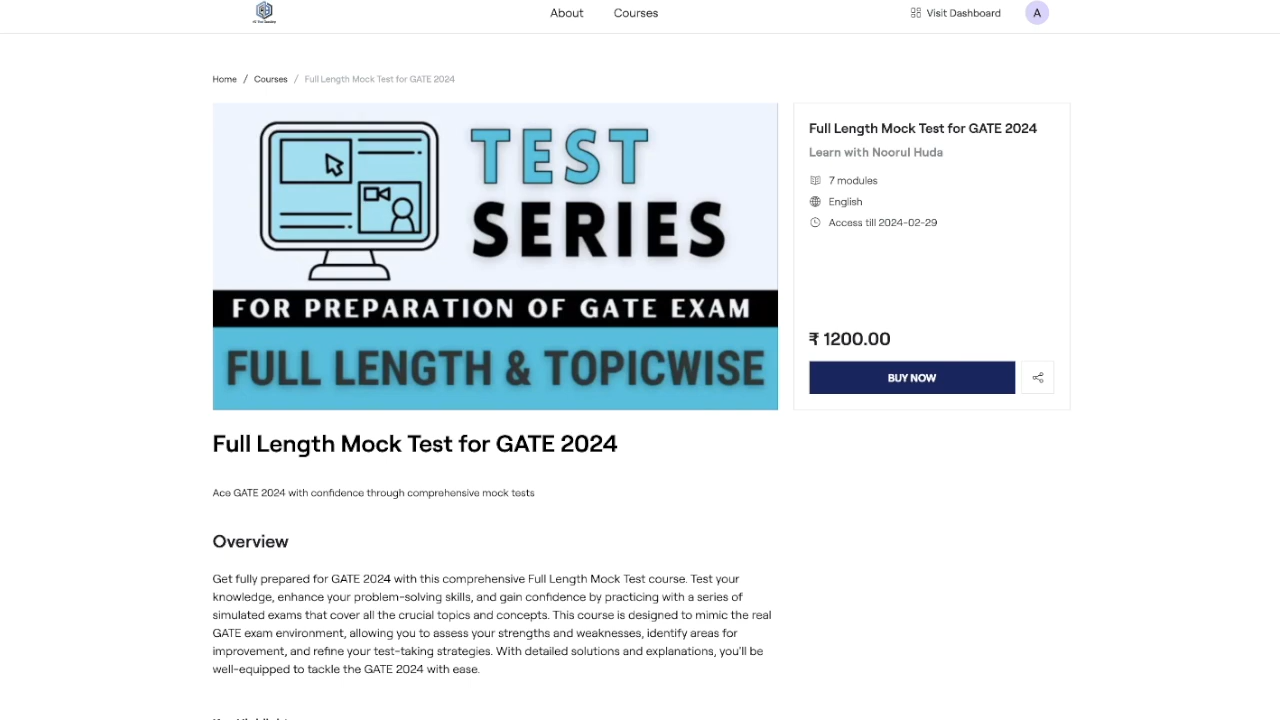 About
Courses
Visit Dashboard
A
Home / Courses / Full Length Mock Test for GATE 2024
TEST
SERIES
FOR PREPARATION OF GATE EXAM
FULL LENGTH & TOPICWISE
Full Length Mock Test for GATE 2024
Learn with Noorul Huda
7 modules
English
Access till 2024-02-29
₹ 1200.00
BUY NOW
Full Length Mock Test for GATE 2024
Ace GATE 2024 with confidence through comprehensive mock tests
Overview
Get fully prepared for GATE 2024 with this comprehensive Full Length Mock Test course. Test your
knowledge, enhance your problem-solving skills, and gain confidence by practicing with a series of
simulated exams that cover all the crucial topics and concepts. This course is designed to mimic the real
GATE exam environment, allowing you to assess your strengths and weaknesses, identify areas for
improvement, and refine your test-taking strategies. With detailed solutions and explanations, you'll be
well-equipped to tackle the GATE 2024 with ease.